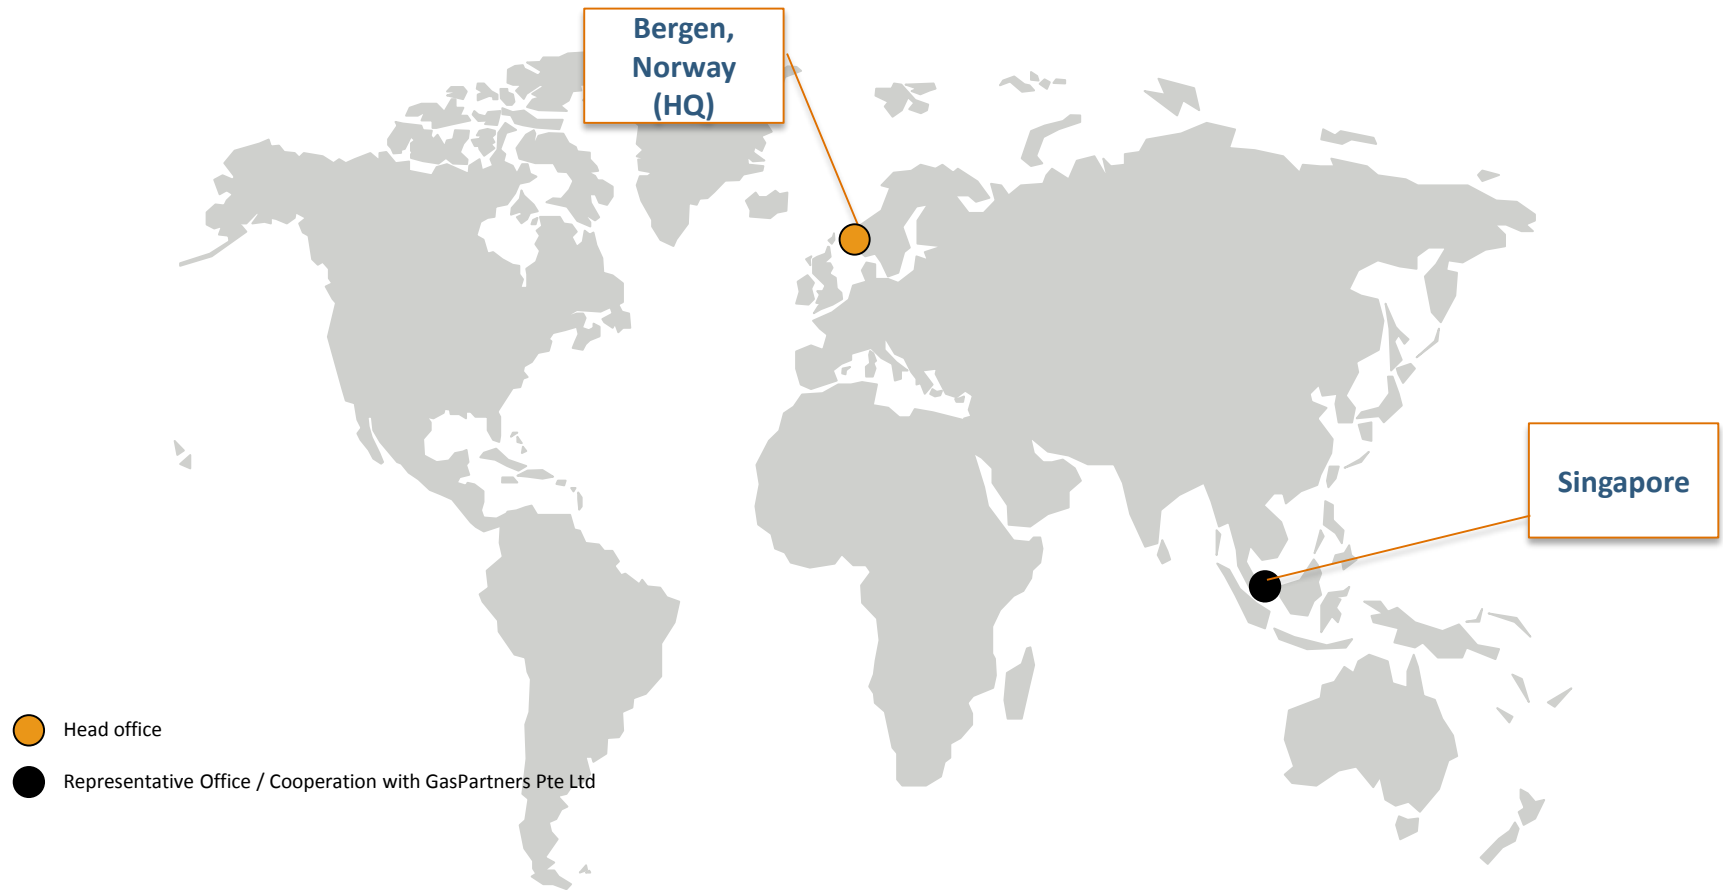 Bergen,
Norway
(HQ)
Singapore
Head office
Representative Office / Cooperation with GasPartners Pte Ltd